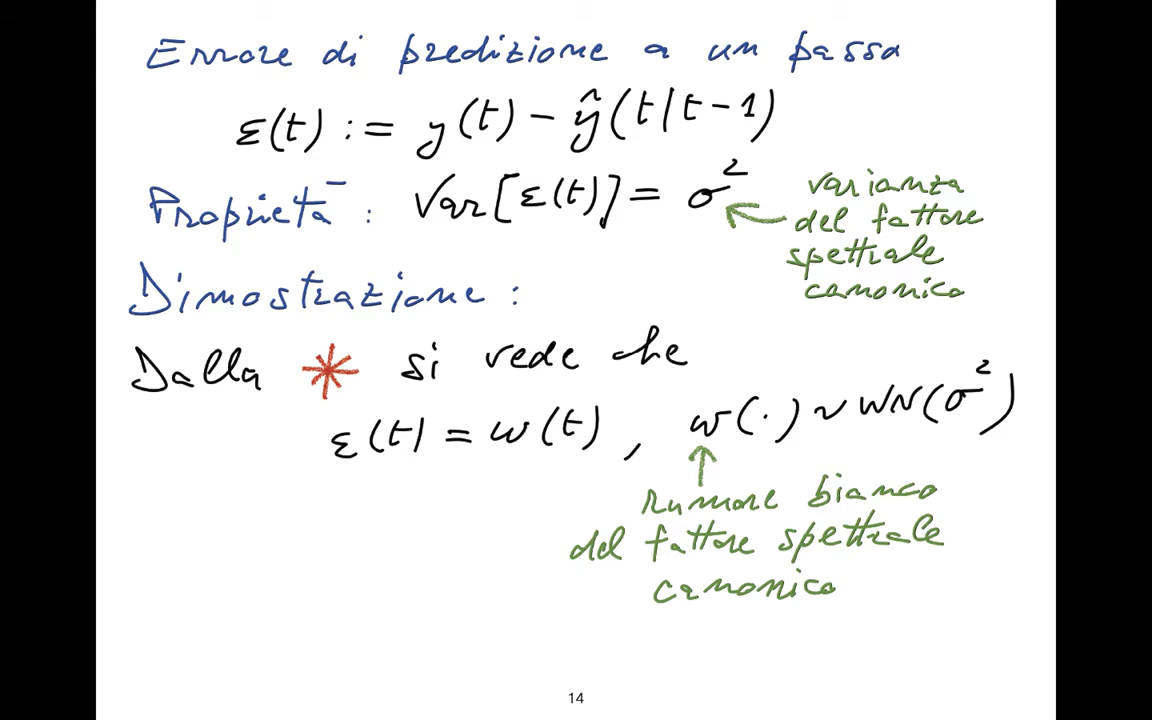 Errore di predizione a un passo
ε(t) := y(t) - ŷ(t|t-1)
Proprietà: Var[ε(t)] = σ²
varianza
del fattore
spettrale
canonico
Dimostrazione:
Dalla * si vede che
ε(t) = w(t), w(·) ~ WN(σ²)
rumore bianco
del fattore spettrale
canonico
14